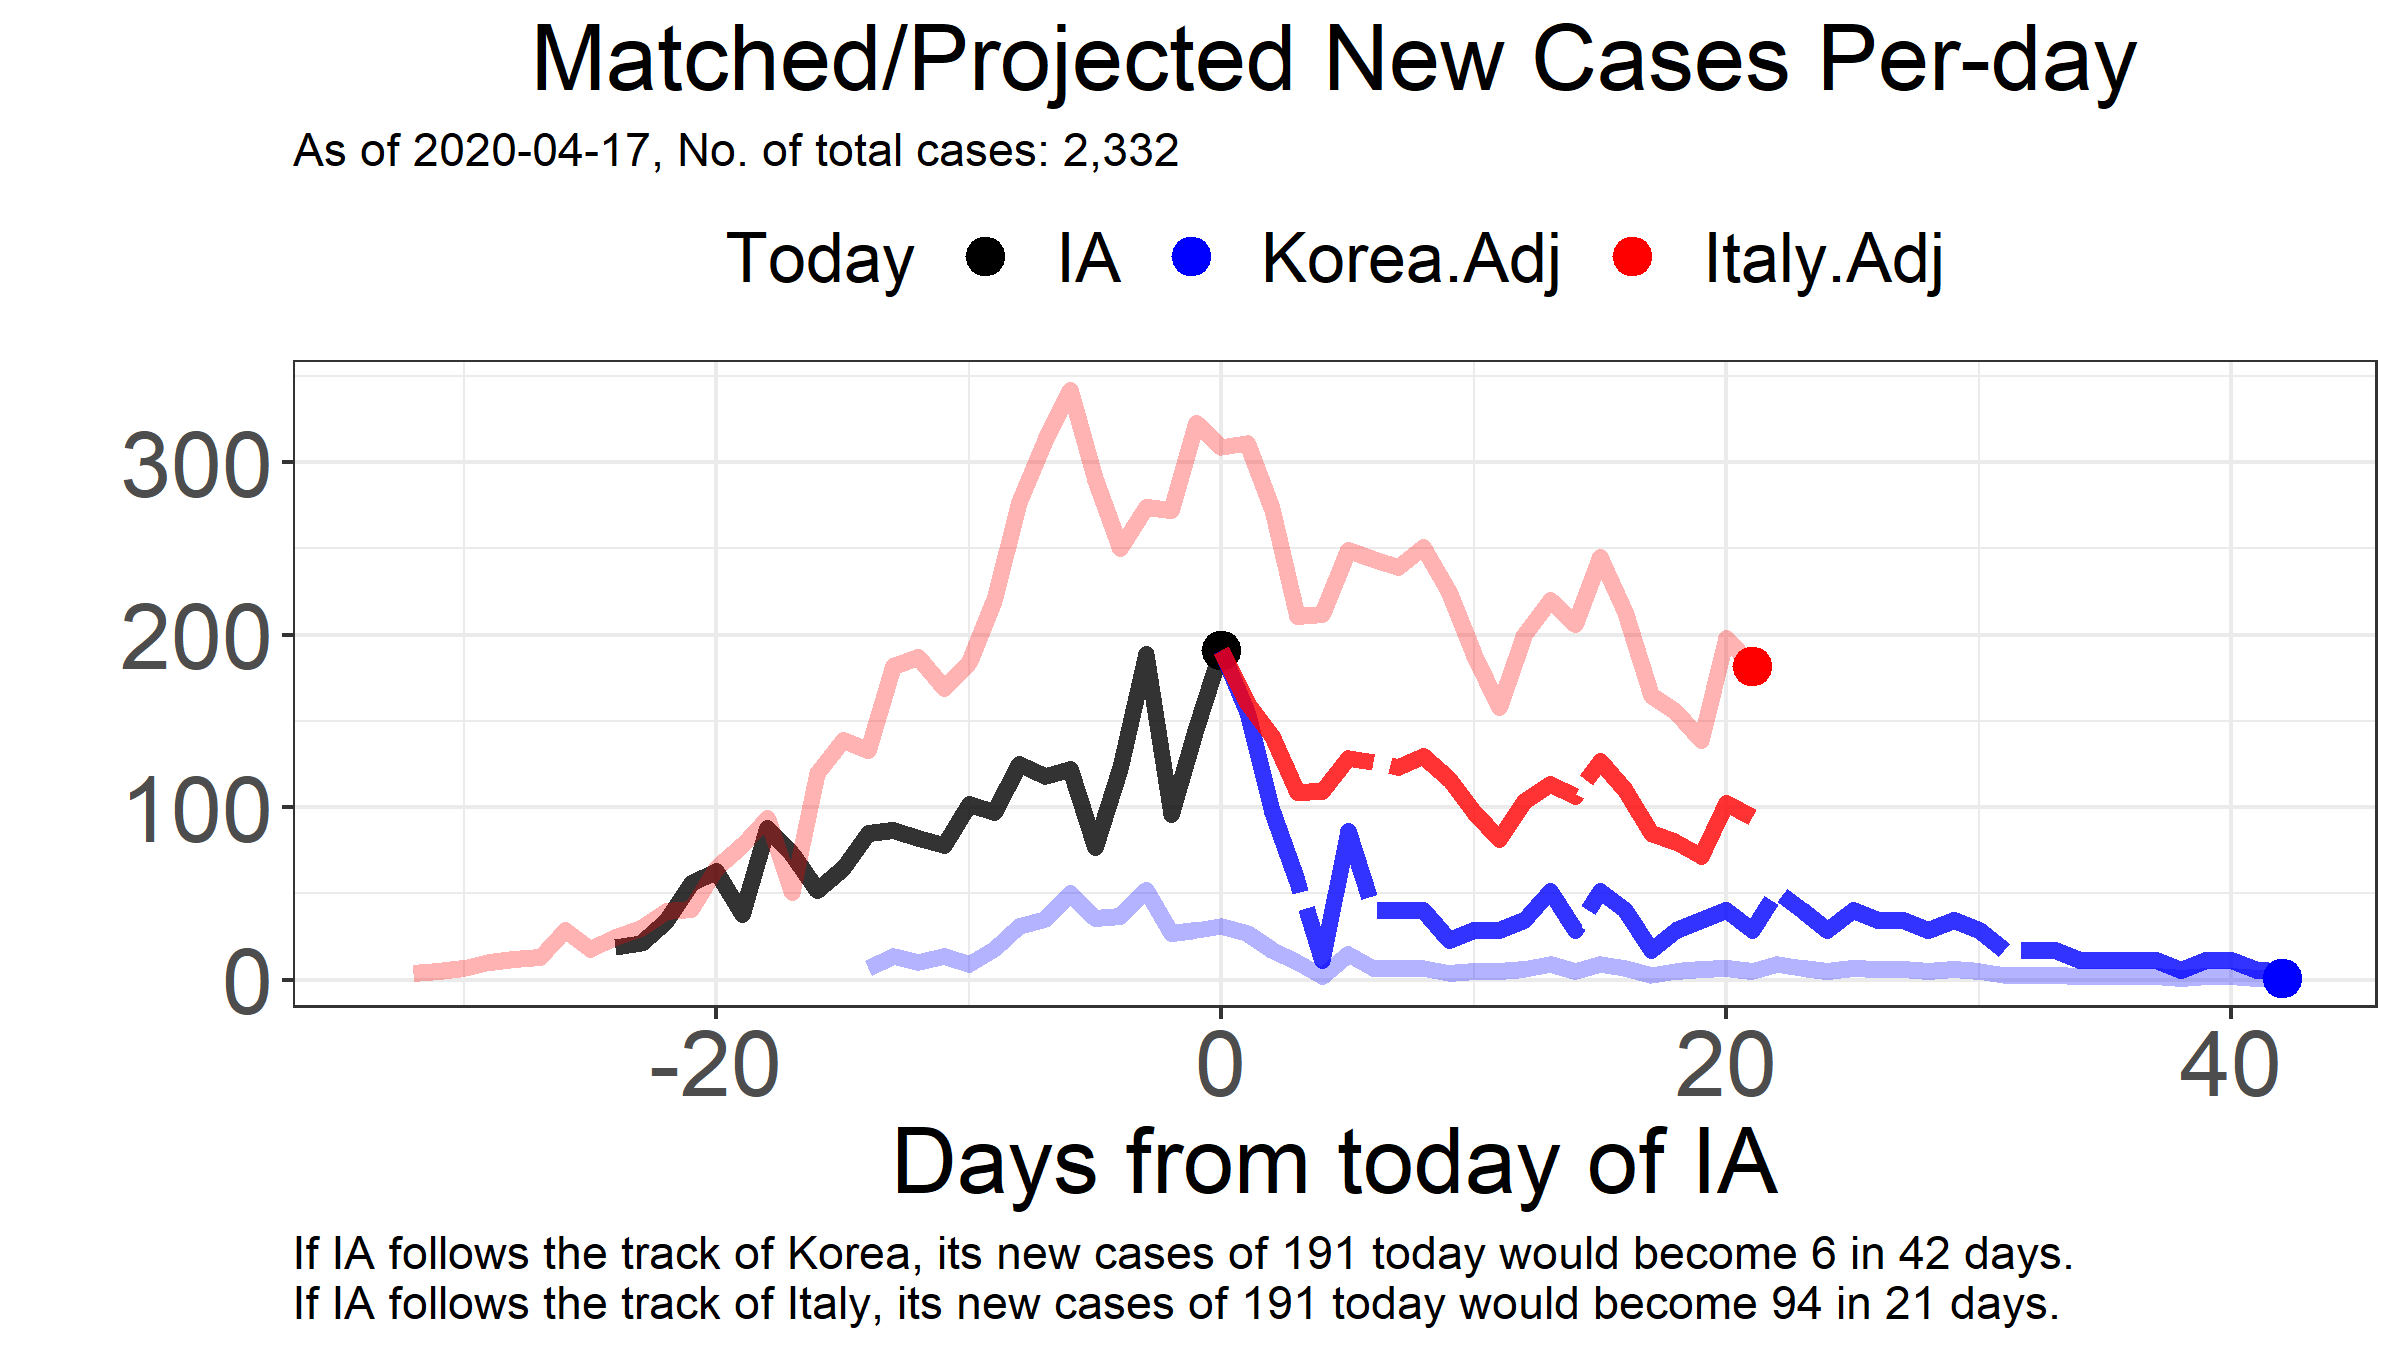 Matched/Projected New Cases Per-day
As of 2020-04-17, No. of total cases: 2,332
Today IA Korea.Adj Italy.Adj
300
200
100
0
-20 0 20 40
Days from today of IA
If IA follows the track of Korea, its new cases of 191 today would become 6 in 42 days.
If IA follows the track of Italy, its new cases of 191 today would become 94 in 21 days.